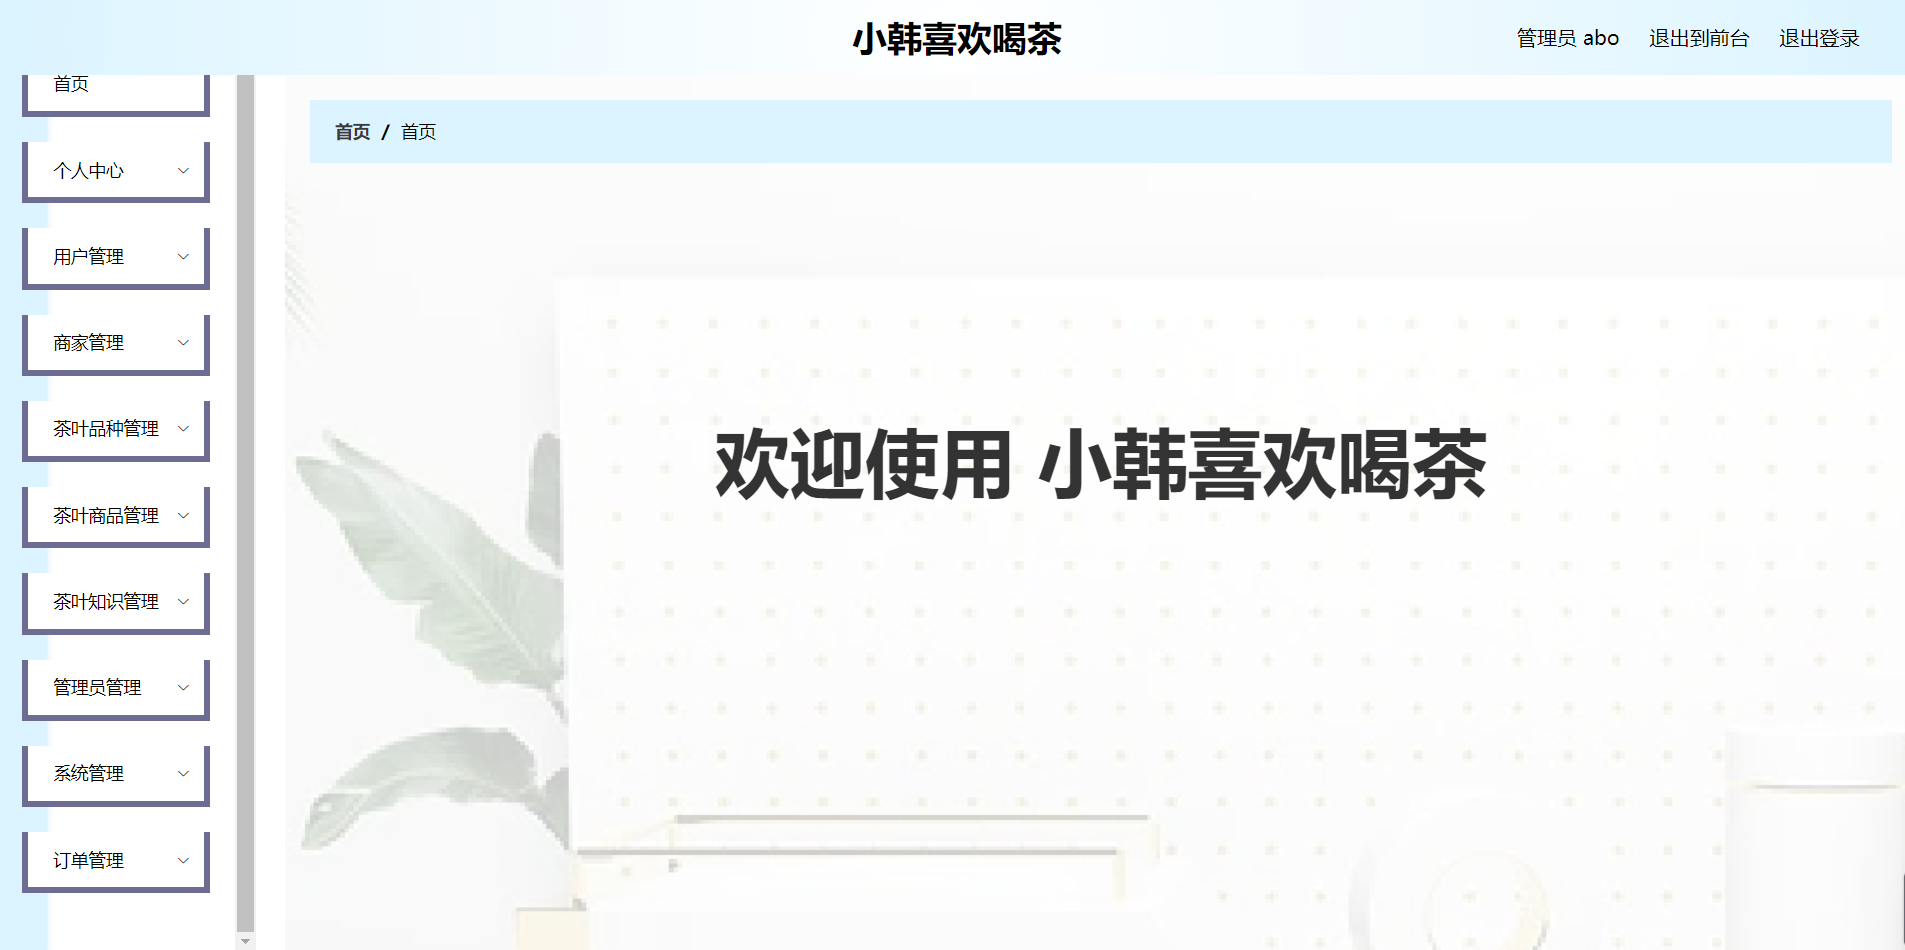 小韩喜欢喝茶
管理员 abo 退出到前台 退出登录
首页
个人中心
用户管理
商家管理
茶叶品种管理
茶叶商品管理
茶叶知识管理
管理员管理
系统管理
订单管理
首页 / 首页
欢迎使用 小韩喜欢喝茶